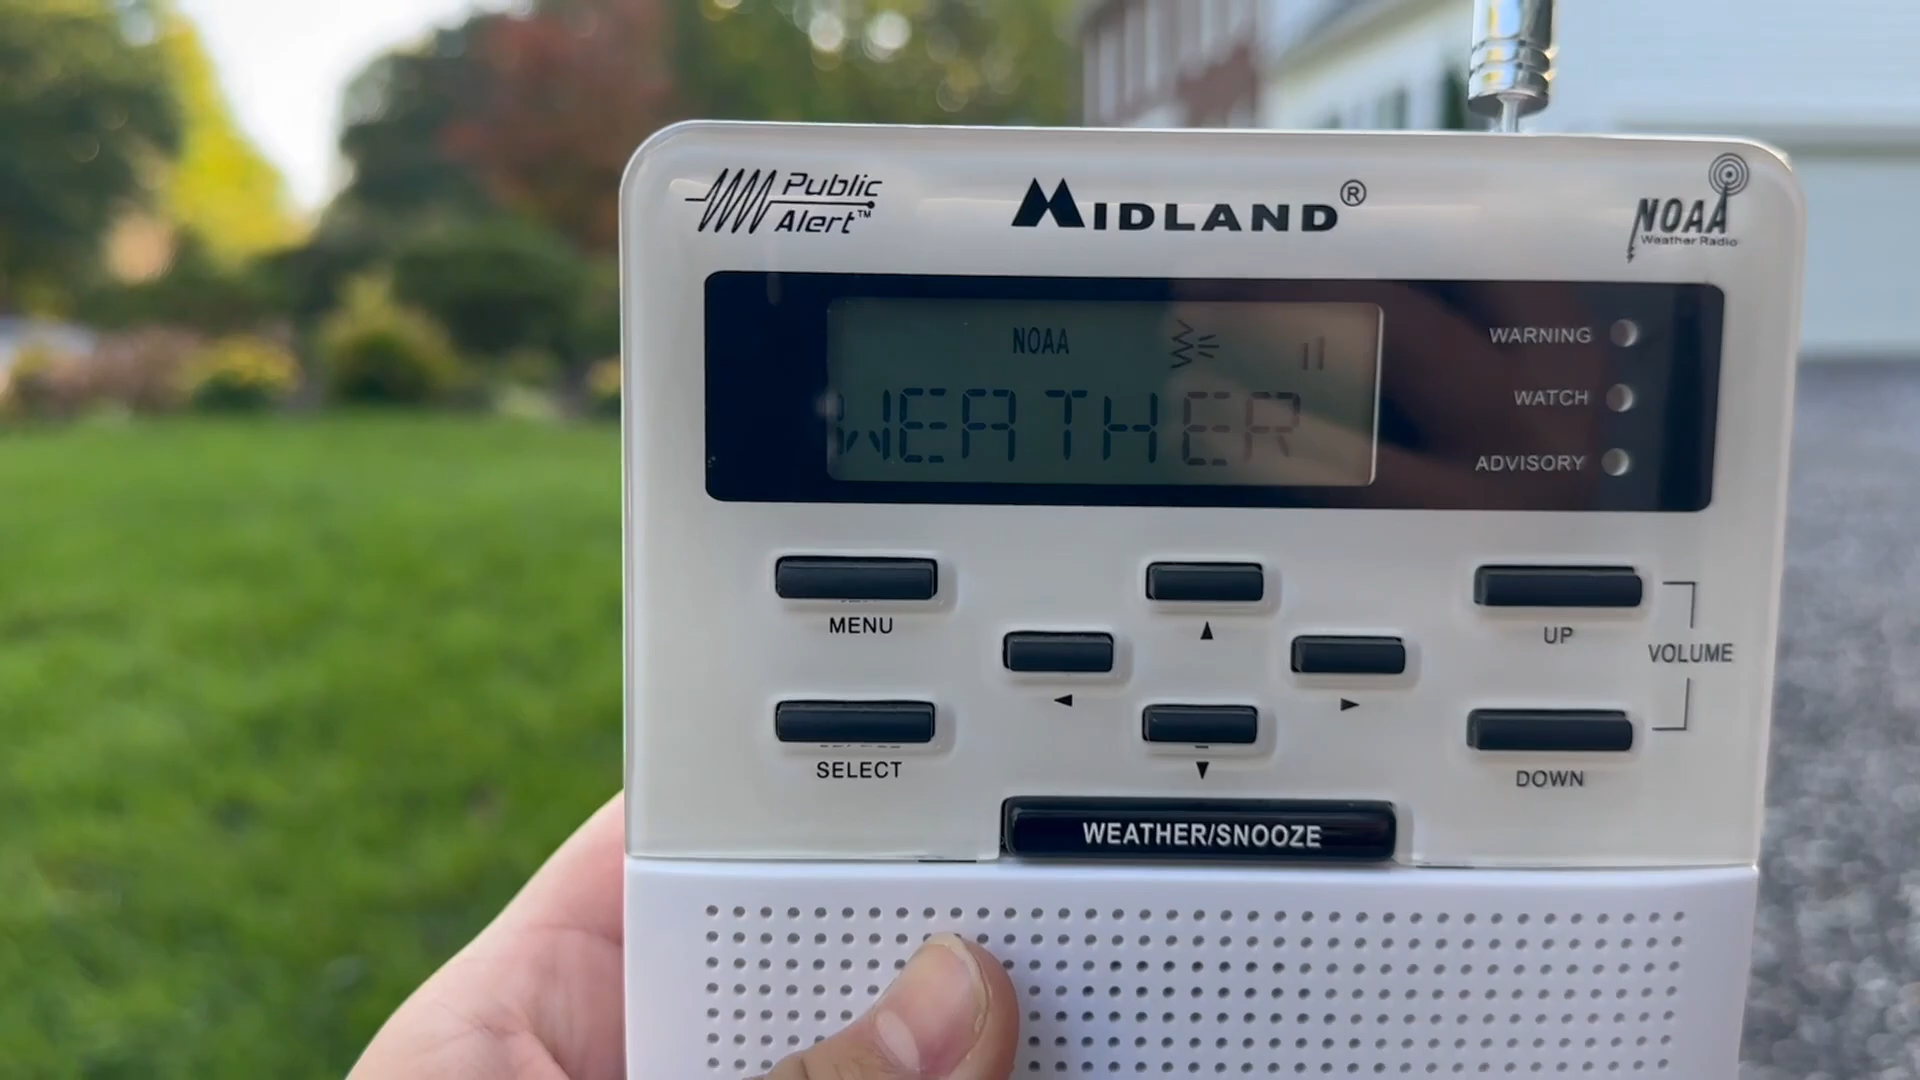 Public
Alert™
MIDLAND®
NOAA
Weather Radio
NOAA
WEATHER
WARNING
WATCH
ADVISORY
MENU
SELECT
UP
VOLUME
DOWN
WEATHER/SNOOZE